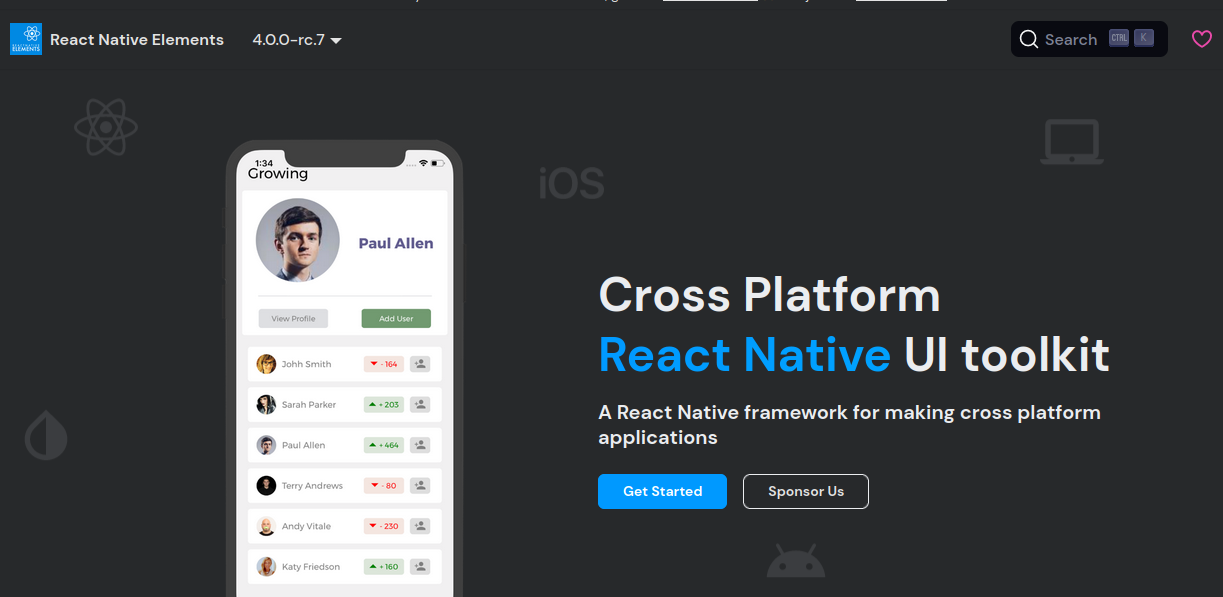 React Native Elements
4.0.0-rc.7
Search
CTRL
K
ELEMENTS
1:34
Growing
Paul Allen
View Profile
Add User
Johh Smith
- 164
Sarah Parker
+ 203
Paul Allen
+ 464
Terry Andrews
- 80
Andy Vitale
- 230
Katy Friedson
+ 160
iOS
Cross Platform
React Native UI toolkit
A React Native framework for making cross platform
applications
Get Started
Sponsor Us